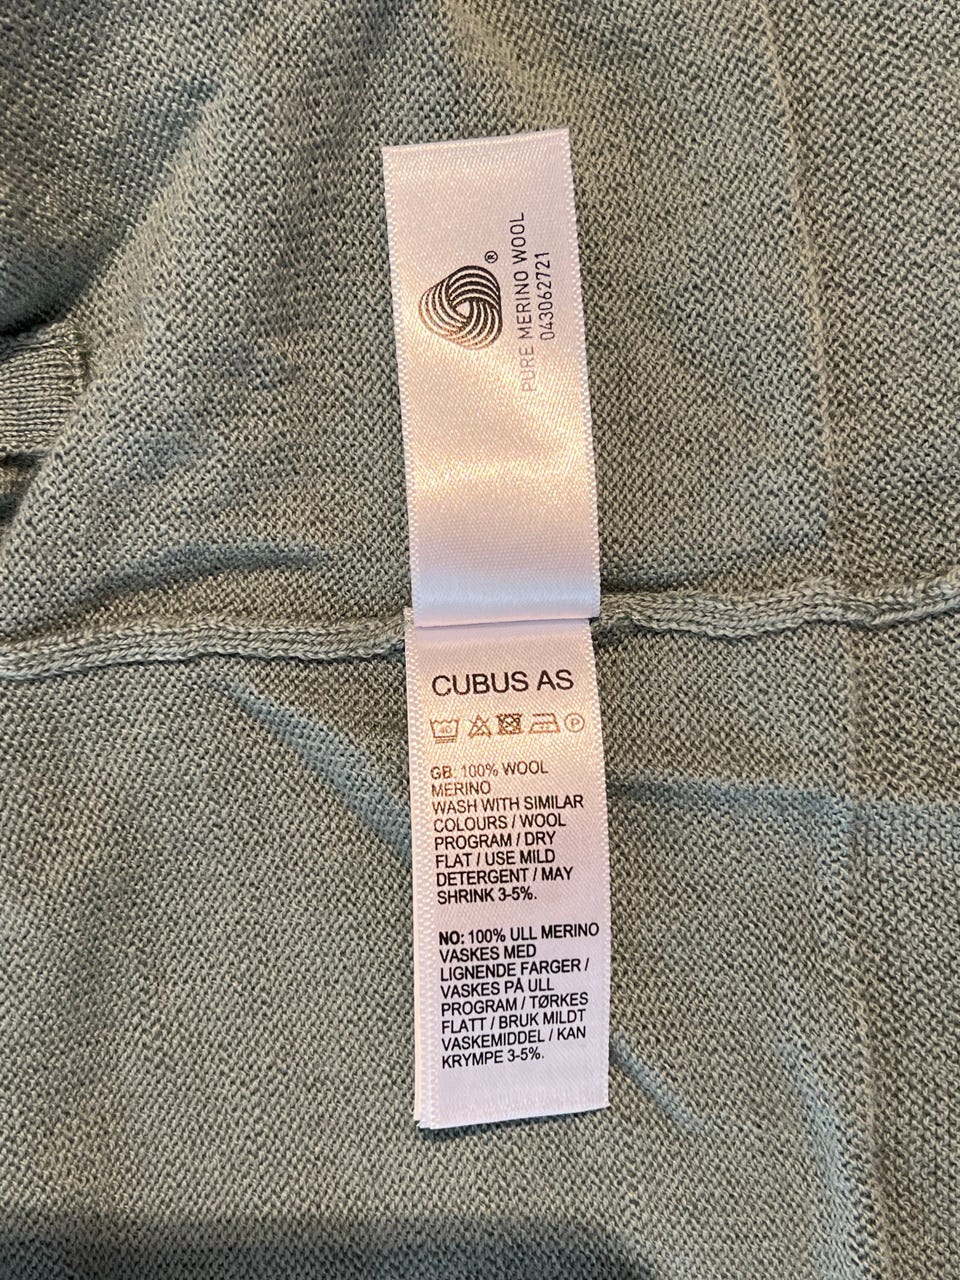 ®
PURE MERINO WOOL
043062721
CUBUS AS
40
P
GB: 100% WOOL
MERINO
WASH WITH SIMILAR
COLOURS / WOOL
PROGRAM / DRY
FLAT / USE MILD
DETERGENT / MAY
SHRINK 3-5%.
NO: 100% ULL MERINO
VASKES MED
LIGNENDE FARGER /
VASKES PÅ ULL
PROGRAM / TØRKES
FLATT / BRUK MILDT
VASKEMIDDEL / KAN
KRYMPE 3-5%.